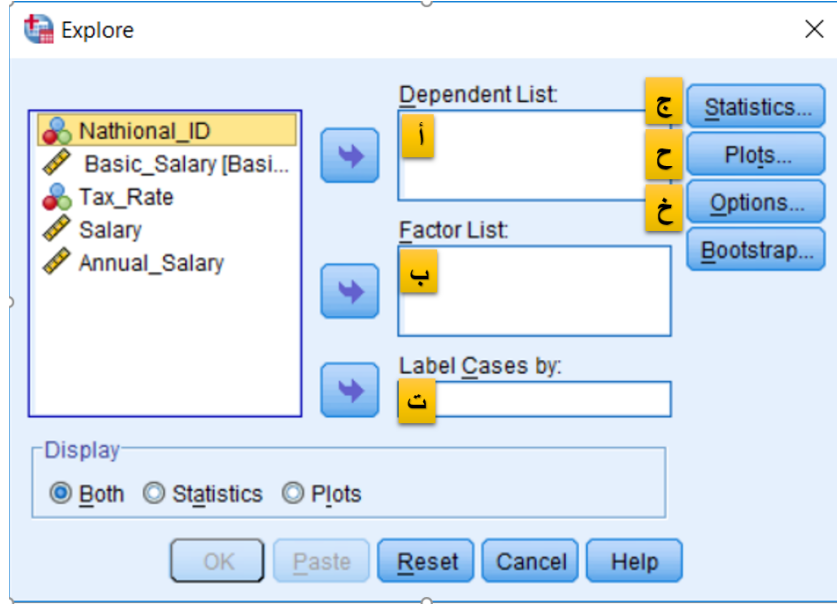 Explore
Dependent List:
أ
Nathional_ID
Basic_Salary [Basi...
Tax_Rate
Salary
Annual_Salary
Factor List:
ب
Label Cases by:
ت
ج
Statistics...
ح
Plots...
خ
Options...
Bootstrap...
Display
Both
Statistics
Plots
OK
Paste
Reset
Cancel
Help